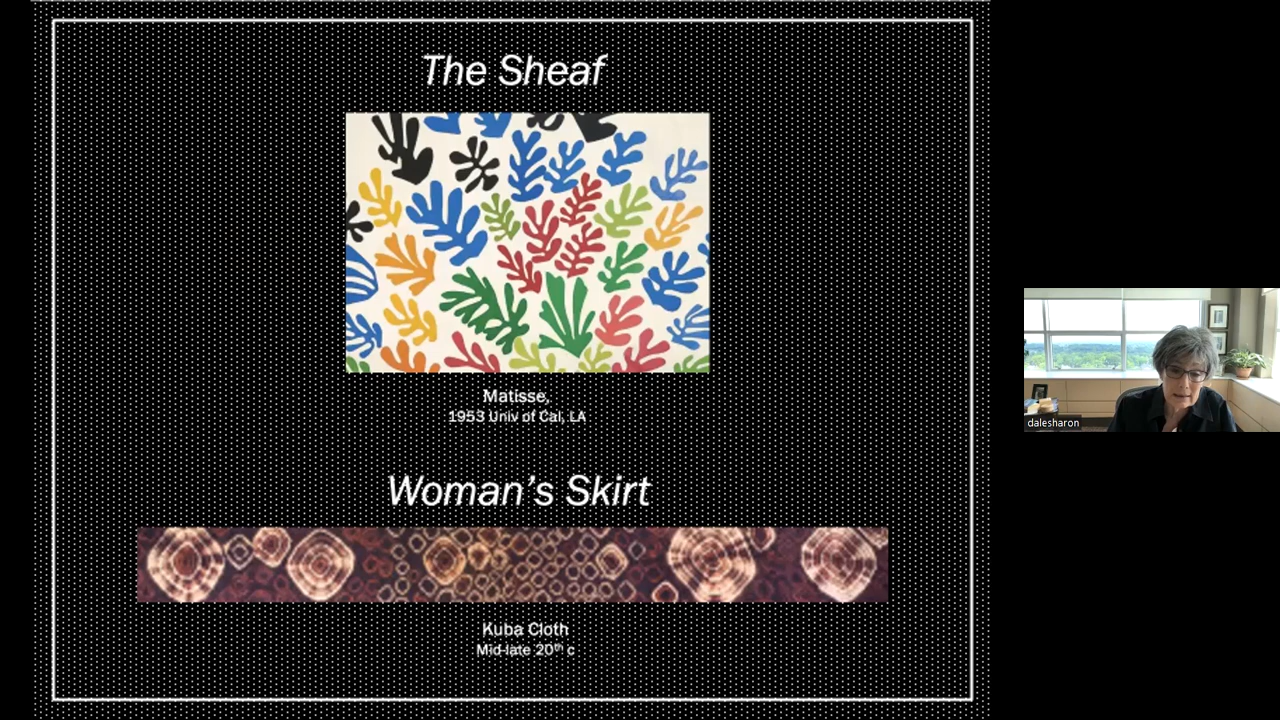 The Sheaf
Matisse,
1953 Univ of Cal, LA
Woman's Skirt
Kuba Cloth
Mid-late 20th c
dalesharon